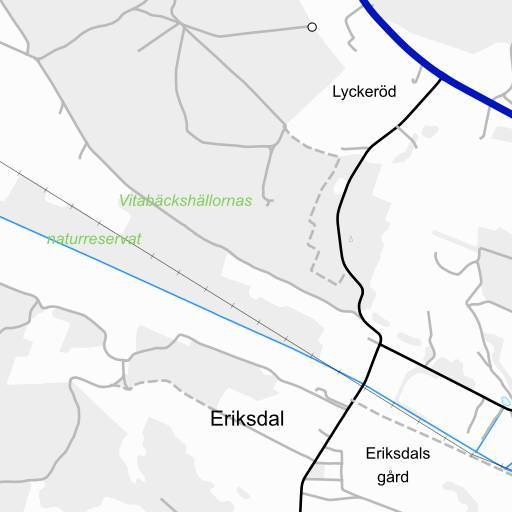 Lyckeröd
Vitabäckshällornas
naturreservat
Eriksdal
Eriksdals
gård